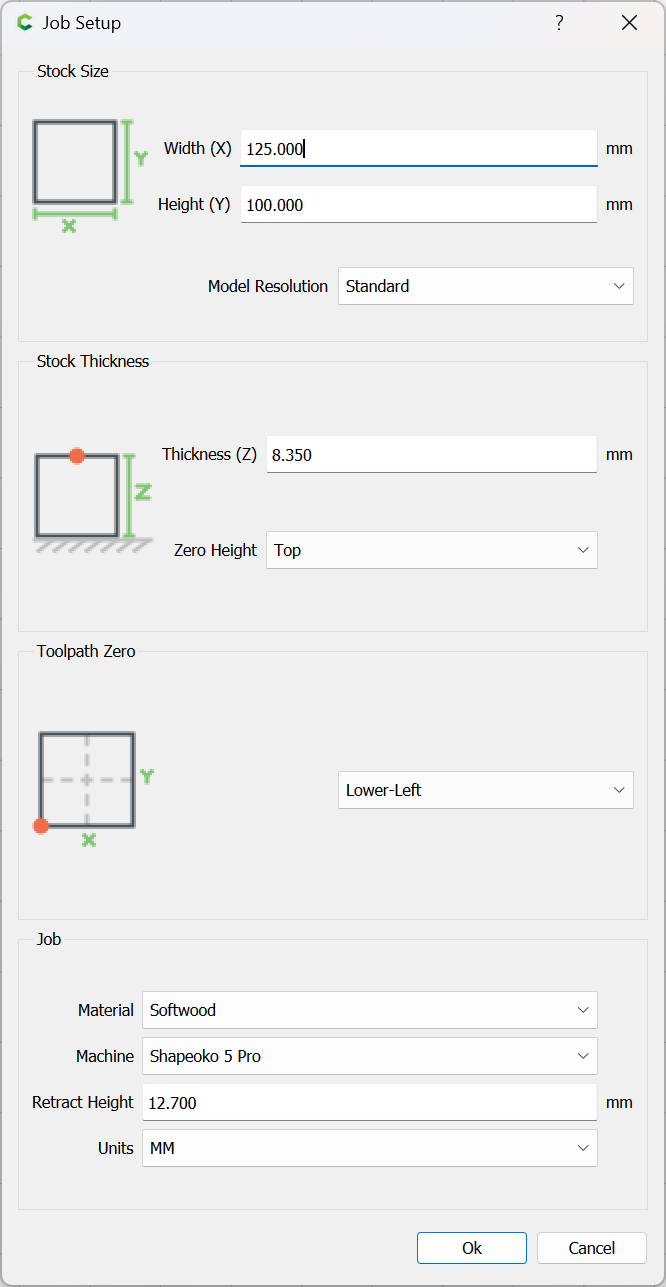 Job Setup ?
Stock Size
Width (X) 125.000 mm
Y
Height (Y) 100.000 mm
X
Model Resolution Standard
Stock Thickness
Thickness (Z) 8.350 mm
Z
Zero Height Top
Toolpath Zero
Y
Lower-Left
X
Job
Material Softwood
Machine Shapeoko 5 Pro
Retract Height 12.700 mm
Units MM
Ok Cancel